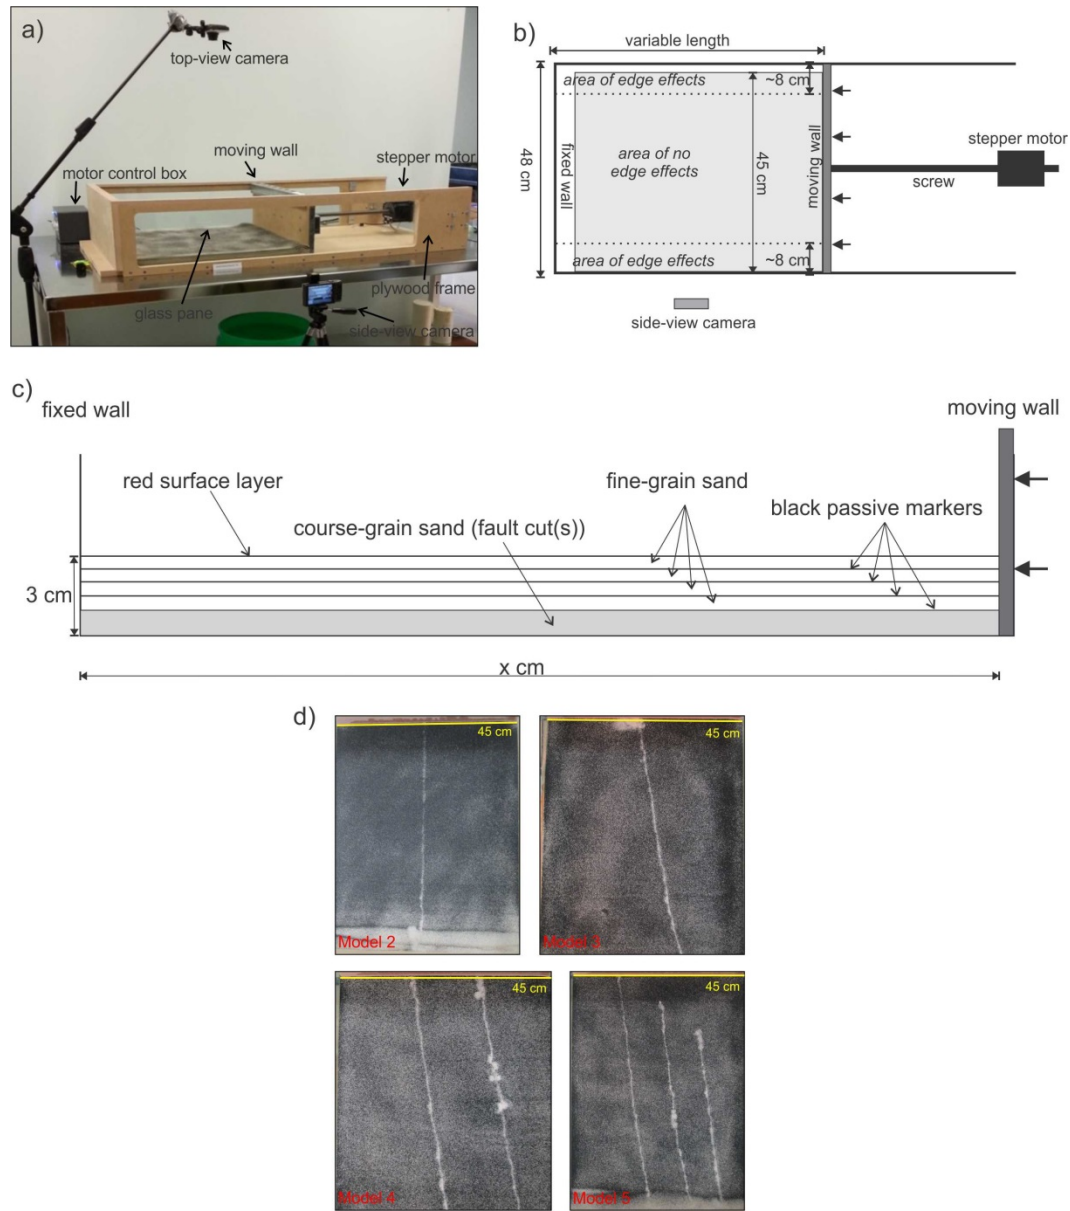 a)
top-view camera
moving wall
stepper motor
motor control box
glass pane
plywood frame
side-view camera
b)
variable length
area of edge effects
~8 cm
48 cm
fixed wall
area of no
edge effects
45 cm
moving wall
stepper motor
screw
area of edge effects
~8 cm
side-view camera
c)
fixed wall
moving wall
red surface layer
fine-grain sand
black passive markers
course-grain sand (fault cut(s))
3 cm
x cm
d)
45 cm
Model 2
45 cm
Model 3
45 cm
Model 4
45 cm
Model 5